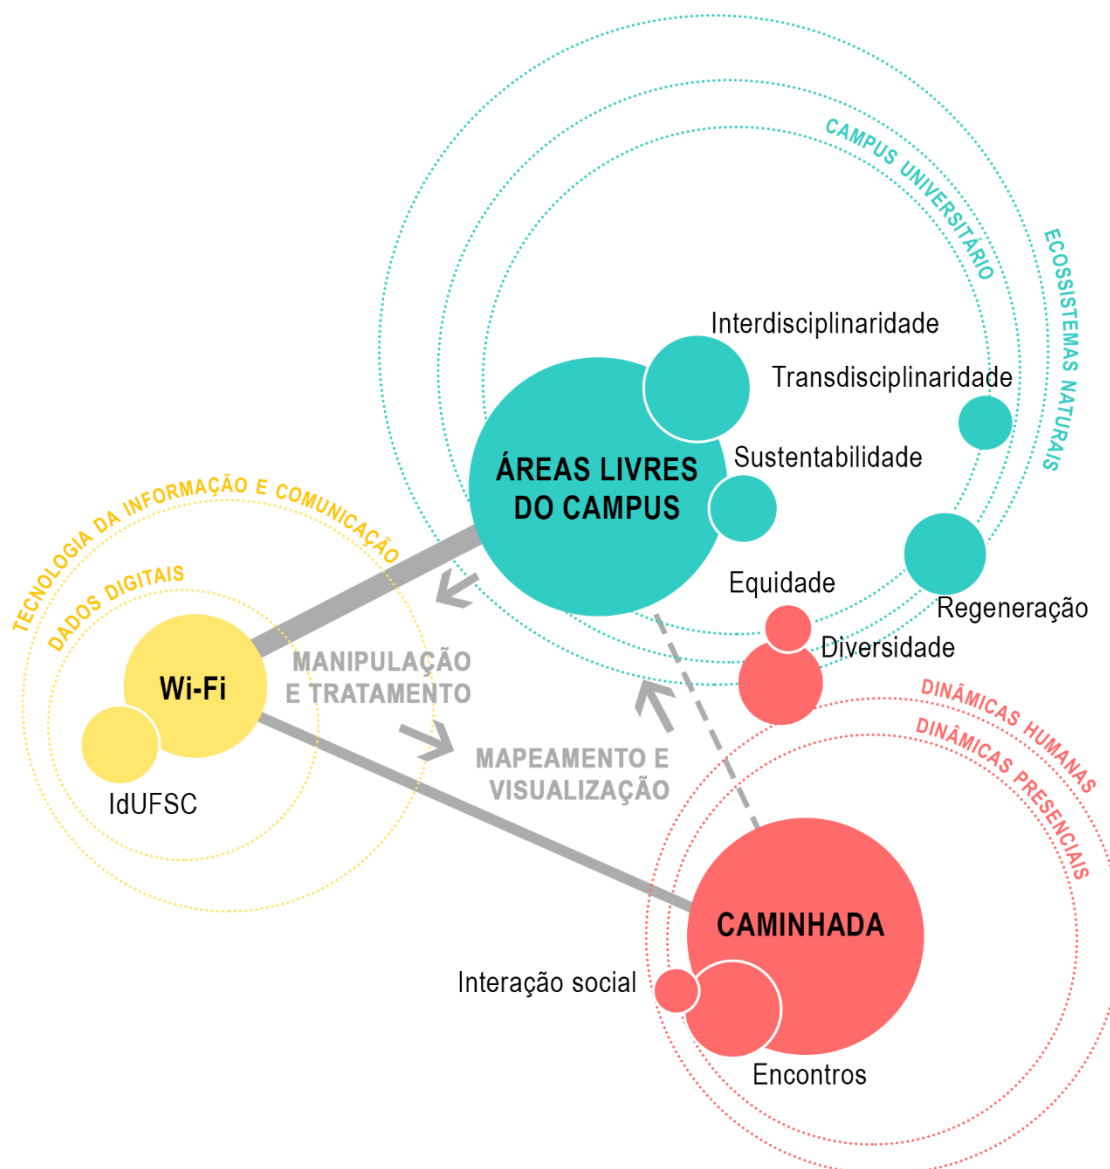 CAMPUS UNIVERSITÁRIO
ECOSSISTEMAS NATURAIS
Interdisciplinaridade
Transdisciplinaridade
ÁREAS LIVRES
DO CAMPUS
Sustentabilidade
TECNOLOGIA DA INFORMAÇÃO E COMUNICAÇÃO
DADOS DIGITAIS
Equidade
Regeneração
Diversidade
Wi-Fi
MANIPULAÇÃO
E TRATAMENTO
DINÂMICAS HUMANAS
DINÂMICAS PRESENCIAIS
MAPEAMENTO E
VISUALIZAÇÃO
IdUFSC
CAMINHADA
Interação social
Encontros